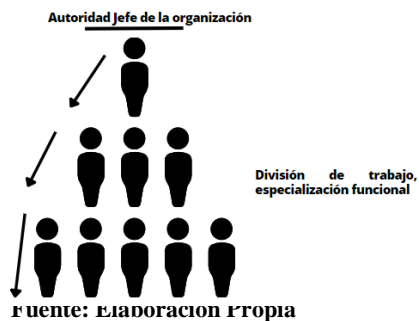 Autoridad Jefe de la organización
División de trabajo,
especialización funcional
Fuente: Elaboración Propia